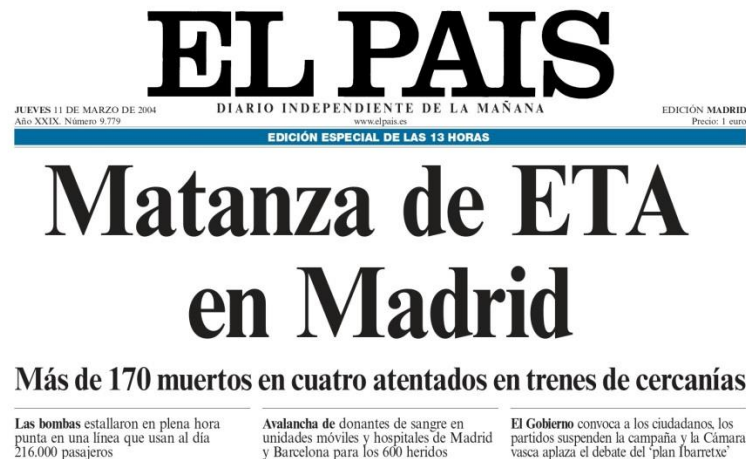 EL PAIS
JUEVES 11 DE MARZO DE 2004
DIARIO INDEPENDIENTE DE LA MAÑANA
EDICIÓN MADRID
Año XXIX. Número 9.779
www.elpais.es
Precio: 1 euro
EDICIÓN ESPECIAL DE LAS 13 HORAS
Matanza de ETA
en Madrid
Más de 170 muertos en cuatro atentados en trenes de cercanías
Las bombas estallaron en plena hora
punta en una línea que usan al día
216.000 pasajeros
Avalancha de donantes de sangre en
unidades móviles y hospitales de Madrid
y Barcelona para los 600 heridos
El Gobierno convoca a los ciudadanos, los
partidos suspenden la campaña y la Cámara
vasca aplaza el debate del 'plan Ibarretxe'